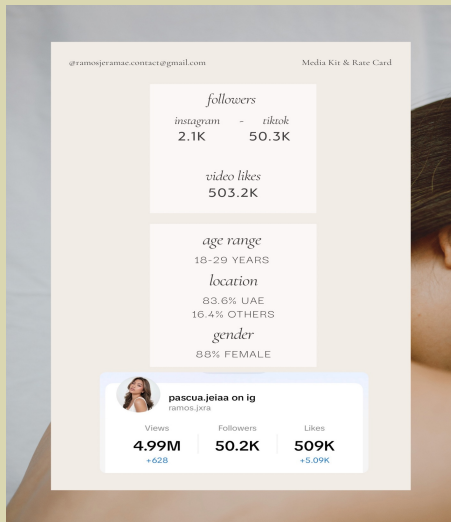 @ramosjeramae.contact@gmail.com
Media Kit & Rate Card
followers
instagram - tiktok
2.1K 50.3K
video likes
503.2K
age range
18-29 YEARS
location
83.6% UAE
16.4% OTHERS
gender
88% FEMALE
pascua.jeiaa on ig
ramos.jxra
Views Followers Likes
4.99M 50.2K 509K
+628 +5.09K